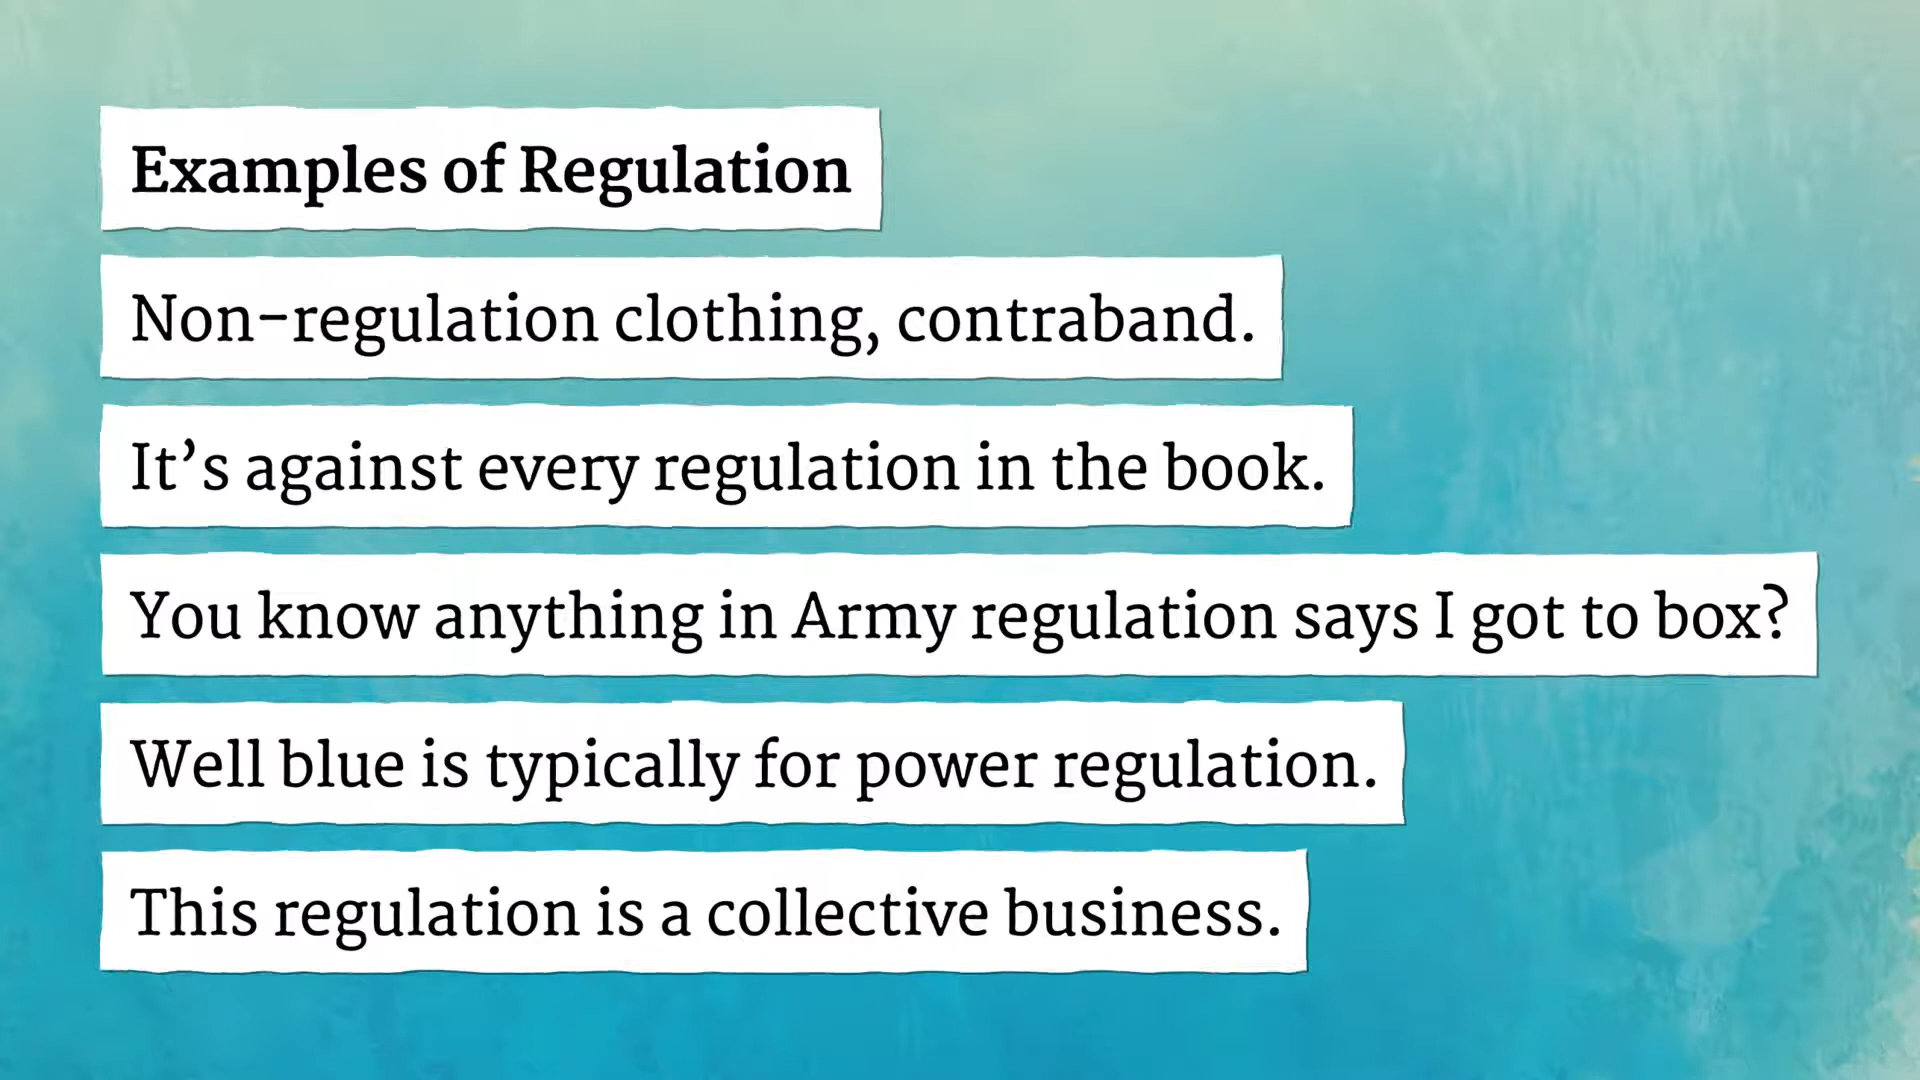 Examples of Regulation
Non-regulation clothing, contraband.
It’s against every regulation in the book.
You know anything in Army regulation says I got to box?
Well blue is typically for power regulation.
This regulation is a collective business.